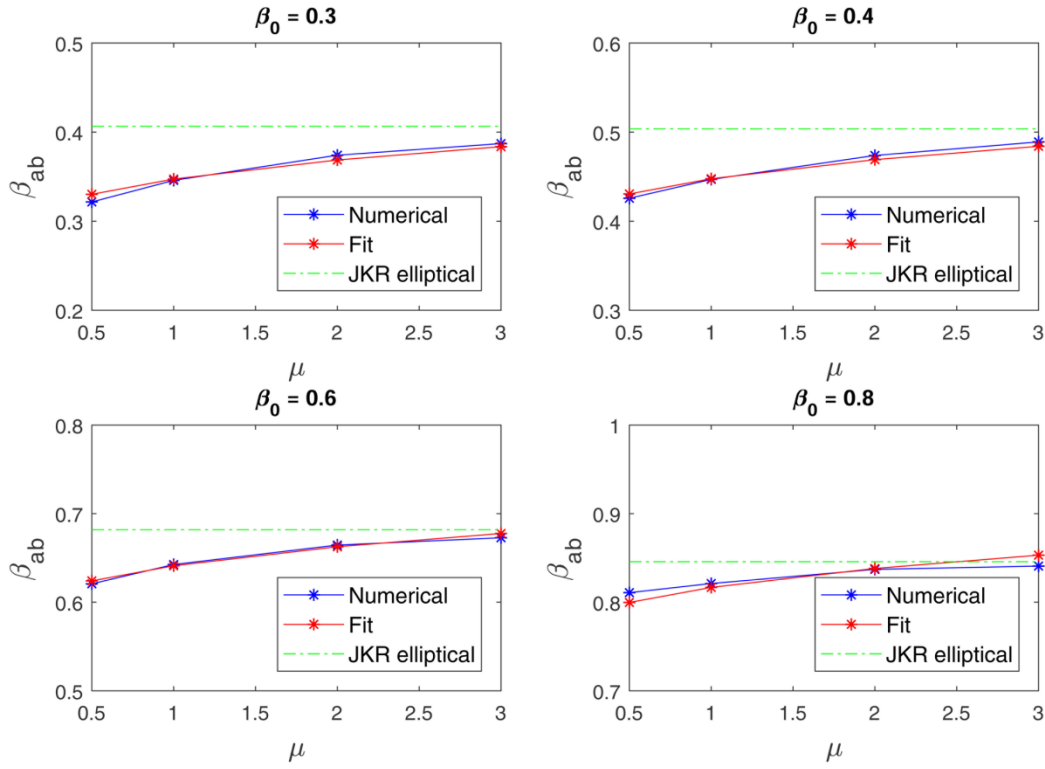 β0 = 0.3
0.5
0.4
0.3
0.2
βab
0.5 1 1.5 2 2.5 3
μ
Numerical
Fit
JKR elliptical
β0 = 0.4
0.6
0.5
0.4
0.3
βab
0.5 1 1.5 2 2.5 3
μ
Numerical
Fit
JKR elliptical
β0 = 0.6
0.8
0.7
0.6
0.5
βab
0.5 1 1.5 2 2.5 3
μ
Numerical
Fit
JKR elliptical
β0 = 0.8
1
0.9
0.8
0.7
βab
0.5 1 1.5 2 2.5 3
μ
Numerical
Fit
JKR elliptical